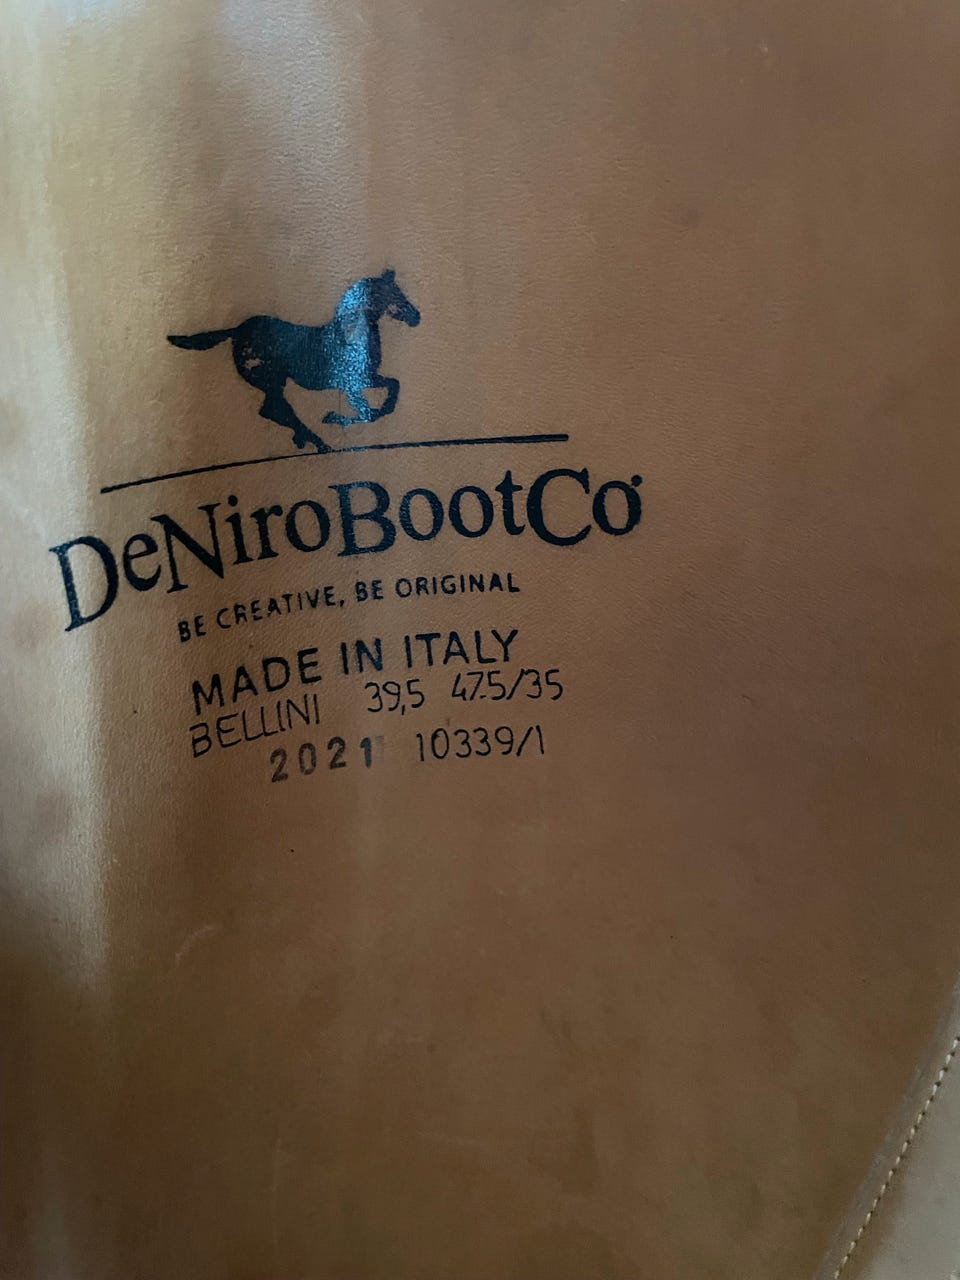 DeNiroBootCo
BE CREATIVE, BE ORIGINAL
MADE IN ITALY
BELLINI 39,5 47.5/35
2021 10339/1